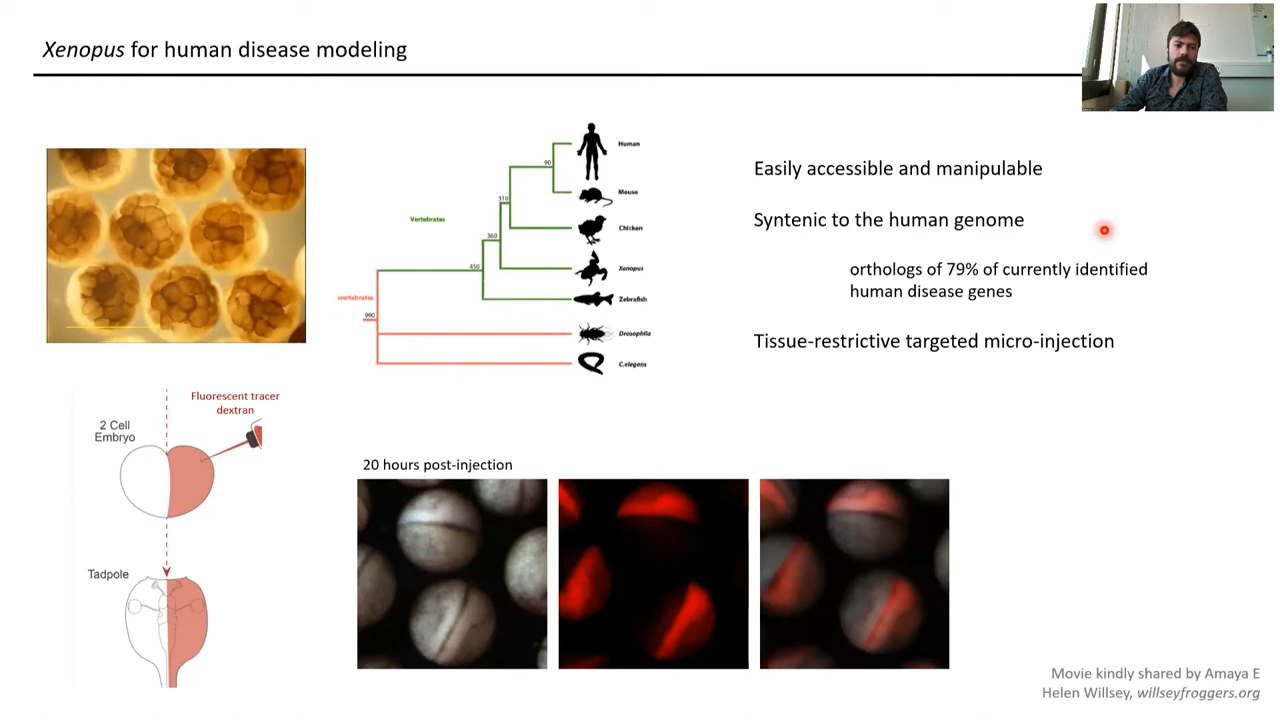 Xenopus for human disease modeling
Human
90
Mouse
310
Vertebrates
Chicken
360
450
Xenopus
nvertebrates
Zebrafish
990
Drosophila
C.elegans
Easily accessible and manipulable
Syntenic to the human genome
orthologs of 79% of currently identified
human disease genes
Tissue-restrictive targeted micro-injection
Fluorescent tracer
dextran
2 Cell
Embryo
Tadpole
20 hours post-injection
Movie kindly shared by Amaya E
Helen Willsey, willseyfroggers.org